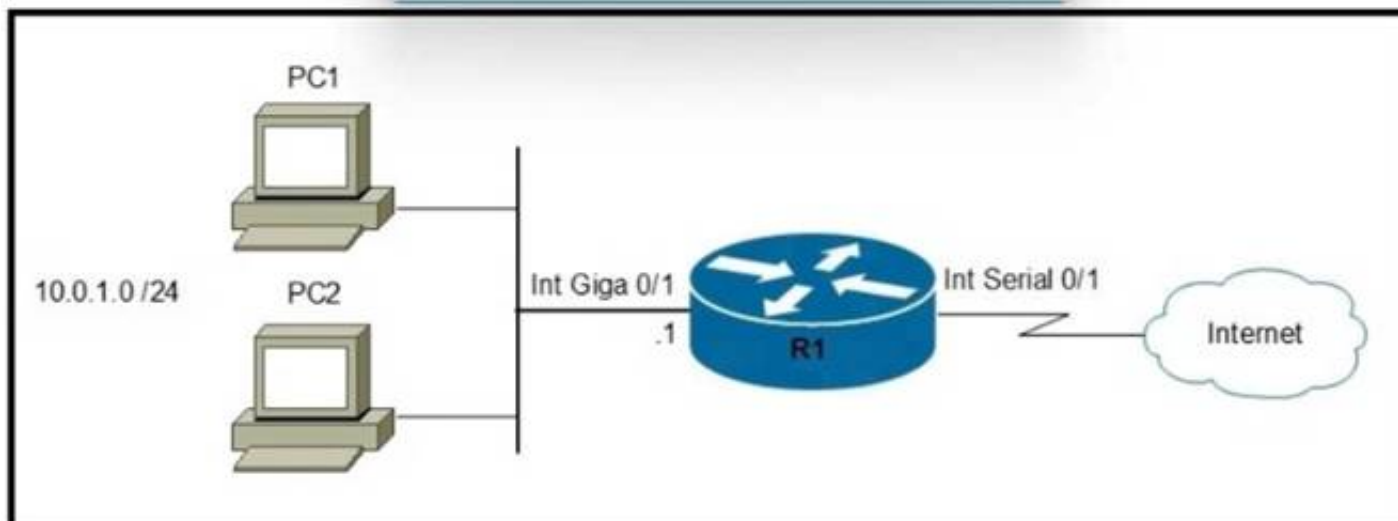 PC1
10.0.1.0 /24
PC2
Int Giga 0/1
.1
R1
Int Serial 0/1
Internet